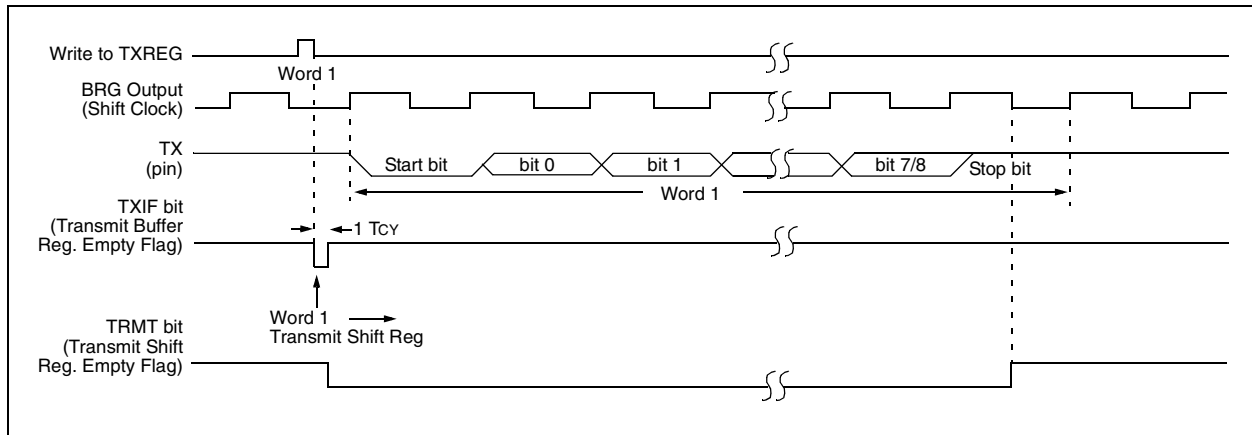 Write to TXREG
Word 1
BRG Output
(Shift Clock)
TX
(pin)
Start bit
bit 0
bit 1
bit 7/8
Stop bit
Word 1
TXIF bit
(Transmit Buffer
Reg. Empty Flag)
1 TCY
Word 1
Transmit Shift Reg
TRMT bit
(Transmit Shift
Reg. Empty Flag)